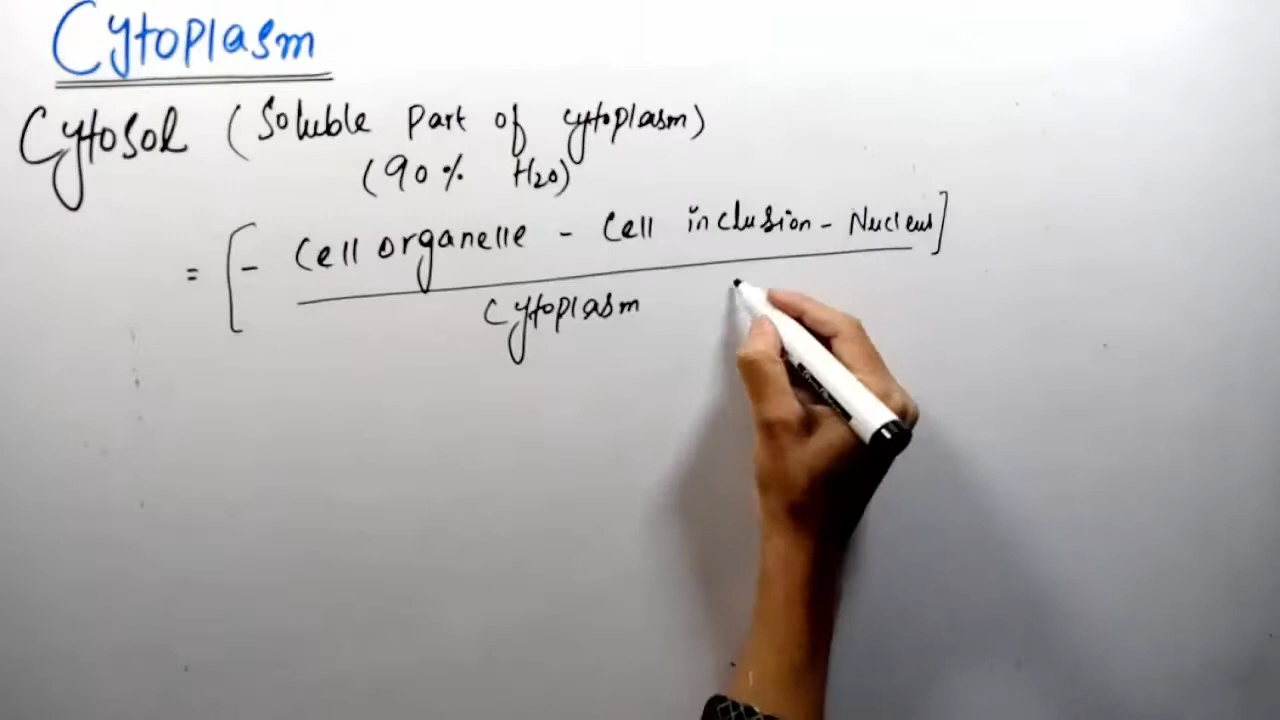 Cytoplasm
Cytosol (Soluble Part of cytoplasm)
(90% H2O)
= [- Cell organelle - Cell inclusion - Nucleus]
Cytoplasm